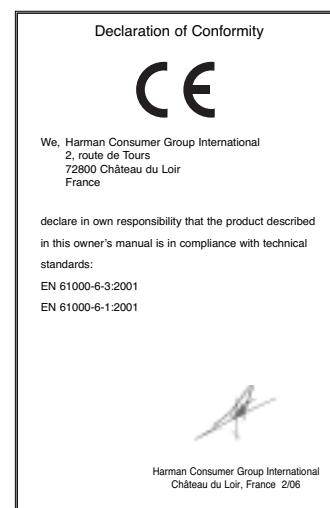 Declaration of Conformity
CE
We, Harman Consumer Group International
2, route de Tours
72800 Château du Loir
France
declare in own responsibility that the product described
in this owner's manual is in compliance with technical
standards:
EN 61000-6-3:2001
EN 61000-6-1:2001
Harman Consumer Group International
Château du Loir, France 2/06